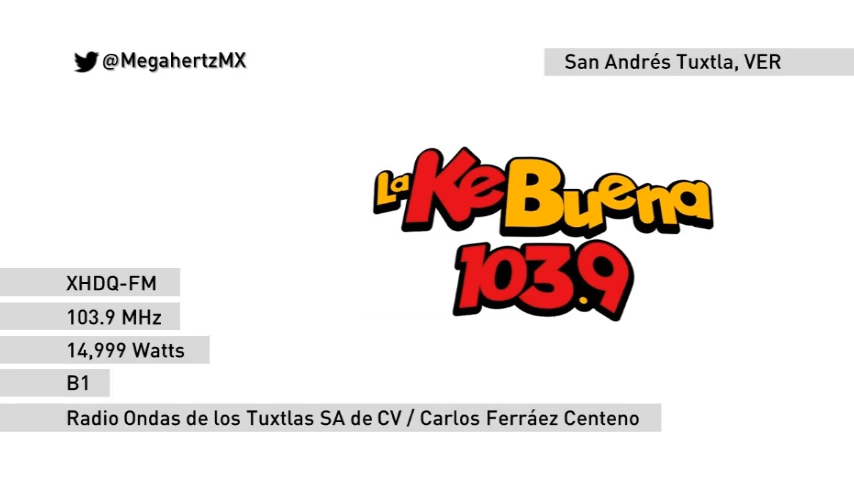 @MegahertzMX
San Andrés Tuxtla, VER
La KeBuena
103.9
XHDQ-FM
103.9 MHz
14,999 Watts
B1
Radio Ondas de los Tuxtlas SA de CV / Carlos Ferráez Centeno